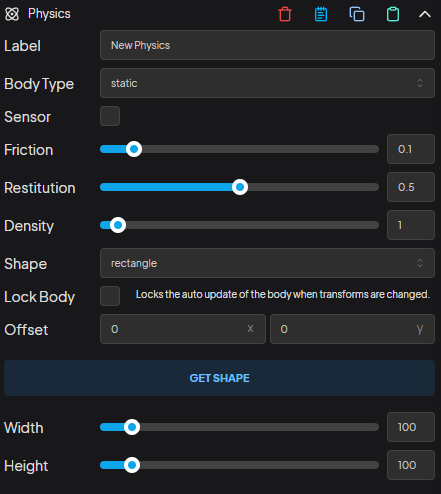 Physics
Label New Physics
Body Type static
Sensor
Friction 0.1
Restitution 0.5
Density 1
Shape rectangle
Lock Body Locks the auto update of the body when transforms are changed.
Offset 0 x 0 y
GET SHAPE
Width 100
Height 100